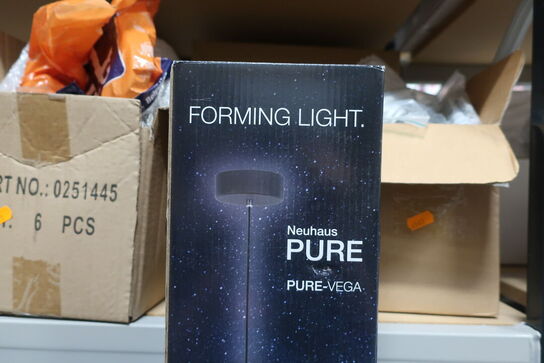 FORMING LIGHT.
Neuhaus
PURE
PURE-VEGA
RT NO.: 0251445
6 PCS